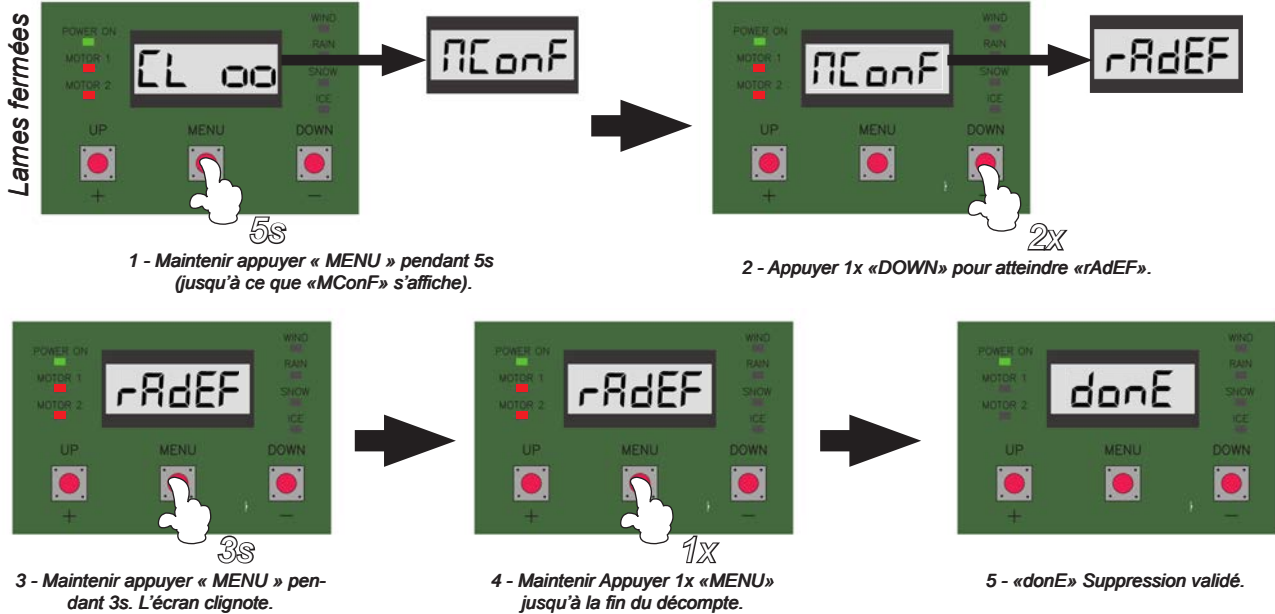 Lames fermées
POWER ON
MOTOR 1
MOTOR 2
CL oo
WIND
RAIN
SNOW
ICE
UP
MENU
DOWN
+
−
5s
MConF
1 - Maintenir appuyer « MENU » pendant 5s
(jusqu'à ce que «MConF» s'affiche).
POWER ON
MOTOR 1
MOTOR 2
MConF
WIND
RAIN
SNOW
ICE
UP
MENU
DOWN
+
2x
rAdEF
2 - Appuyer 1x «DOWN» pour atteindre «rAdEF».
POWER ON
MOTOR 1
MOTOR 2
rAdEF
WIND
RAIN
SNOW
ICE
UP
MENU
DOWN
+
−
3s
3 - Maintenir appuyer « MENU » pen-
dant 3s. L'écran clignote.
POWER ON
MOTOR 1
MOTOR 2
rAdEF
WIND
RAIN
SNOW
ICE
UP
MENU
DOWN
+
−
1x
4 - Maintenir Appuyer 1x «MENU»
jusqu'à la fin du décompte.
POWER ON
MOTOR 1
MOTOR 2
donE
WIND
RAIN
SNOW
ICE
UP
MENU
DOWN
+
−
5 - «donE» Suppression validé.